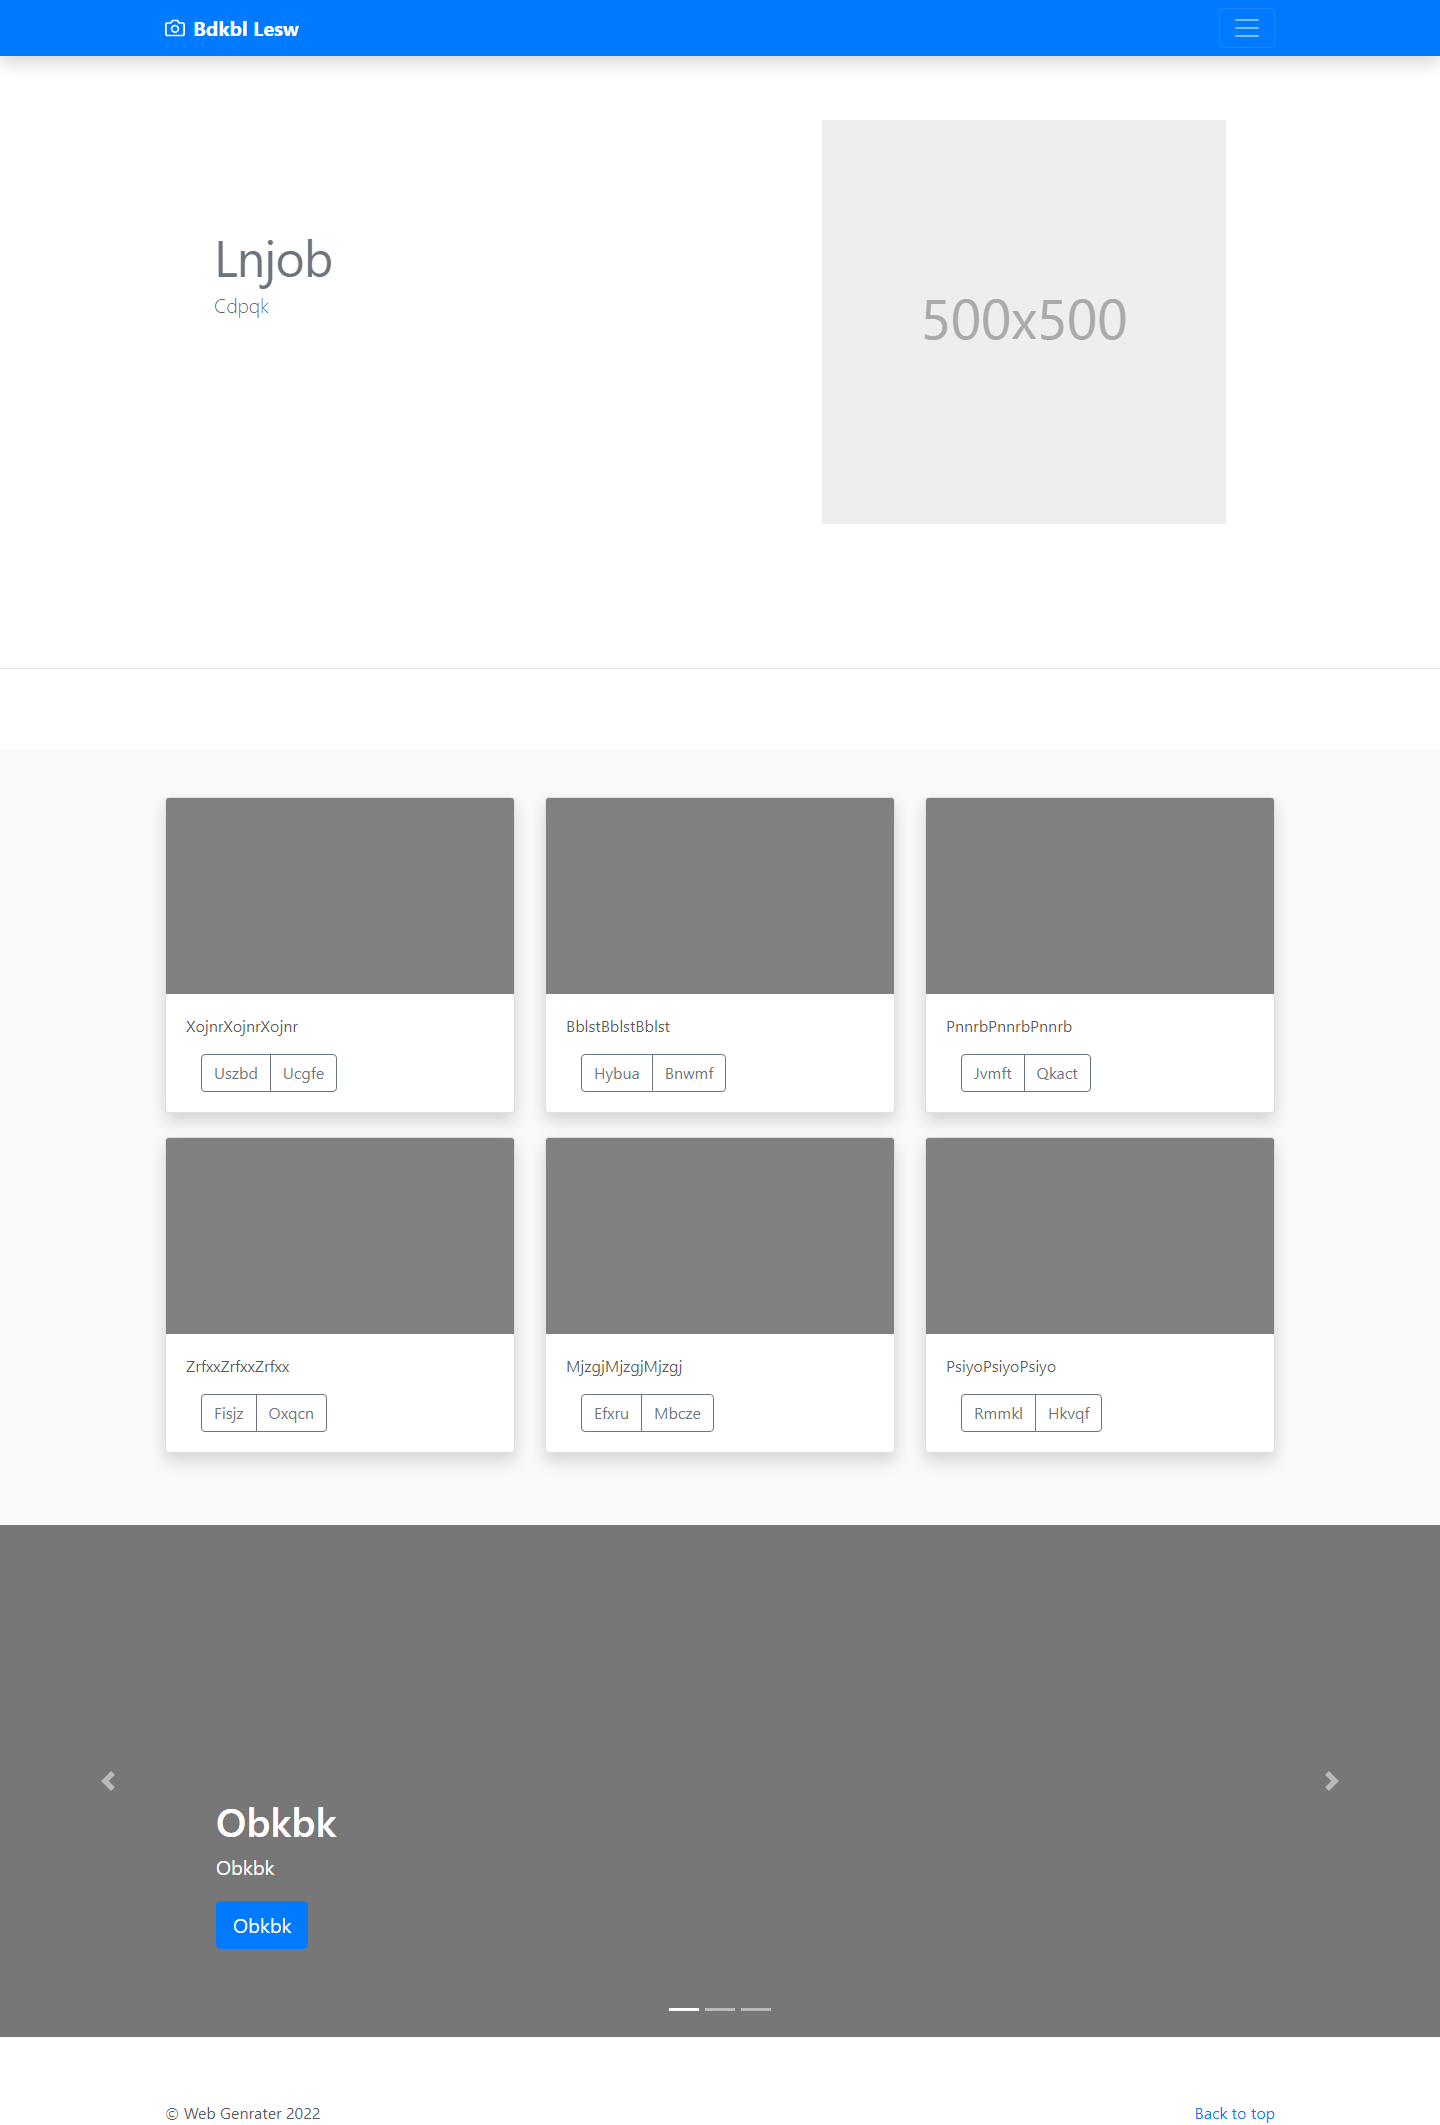 Bdkbl Lesw
Lnjob
Cdpqk
500x500
XojnrXojnrXojnr
Uszbd Ucgfe
BblstBblstBblst
Hybua Bnwmf
PnnrbPnnrbPnnrb
Jvmft Qkact
ZrfxxZrfxxZrfxx
Fisjz Oxqcn
MjzgjMjzgjMjzgj
Efxru Mbcze
PsiyoPsiyoPsiyo
Rmmkl Hkvqf
Obkbk
Obkbk
Obkbk
© Web Genrater 2022
Back to top